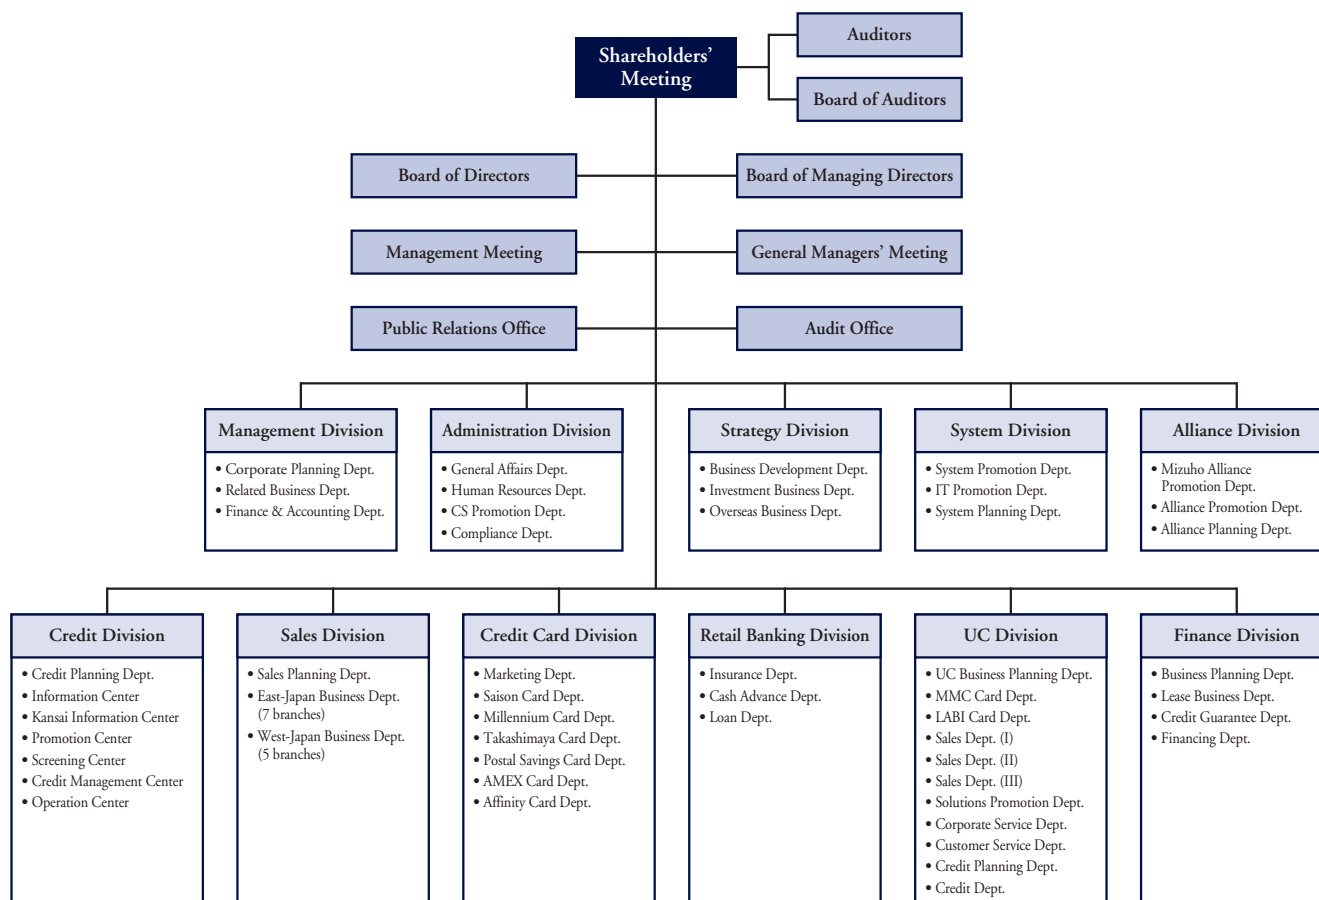 Auditors
Shareholders’
Meeting
Board of Auditors
Board of Directors
Board of Managing Directors
Management Meeting
General Managers’ Meeting
Public Relations Office
Audit Office
Management Division
• Corporate Planning Dept.
• Related Business Dept.
• Finance & Accounting Dept.
Administration Division
• General Affairs Dept.
• Human Resources Dept.
• CS Promotion Dept.
• Compliance Dept.
Strategy Division
• Business Development Dept.
• Investment Business Dept.
• Overseas Business Dept.
System Division
• System Promotion Dept.
• IT Promotion Dept.
• System Planning Dept.
Alliance Division
• Mizuho Alliance
Promotion Dept.
• Alliance Promotion Dept.
• Alliance Planning Dept.
Credit Division
• Credit Planning Dept.
• Information Center
• Kansai Information Center
• Promotion Center
• Screening Center
• Credit Management Center
• Operation Center
Sales Division
• Sales Planning Dept.
• East-Japan Business Dept.
(7 branches)
• West-Japan Business Dept.
(5 branches)
Credit Card Division
• Marketing Dept.
• Saison Card Dept.
• Millennium Card Dept.
• Takashimaya Card Dept.
• Postal Savings Card Dept.
• AMEX Card Dept.
• Affinity Card Dept.
Retail Banking Division
• Insurance Dept.
• Cash Advance Dept.
• Loan Dept.
UC Division
• UC Business Planning Dept.
• MMC Card Dept.
• LABI Card Dept.
• Sales Dept. (I)
• Sales Dept. (II)
• Sales Dept. (III)
• Solutions Promotion Dept.
• Corporate Service Dept.
• Customer Service Dept.
• Credit Planning Dept.
• Credit Dept.
Finance Division
• Business Planning Dept.
• Lease Business Dept.
• Credit Guarantee Dept.
• Financing Dept.